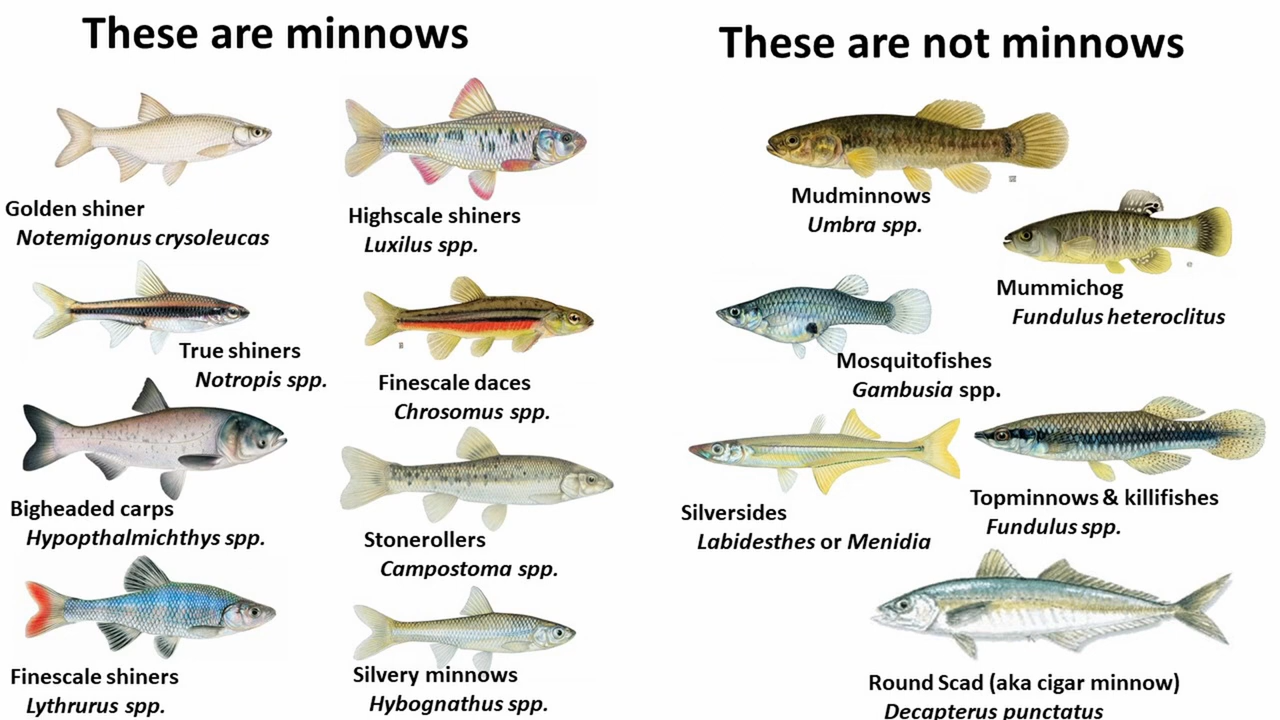 These are minnows
Golden shiner
Notemigonus crysoleucas
Highscale shiners
Luxilus spp.
True shiners
Notropis spp.
Finescale daces
Chrosomus spp.
Bigheaded carps
Hypopthalmichthys spp.
Stonerollers
Campostoma spp.
Finescale shiners
Lythrurus spp.
Silvery minnows
Hybognathus spp.
These are not minnows
Mudminnows
Umbra spp.
Mummichog
Fundulus heteroclitus
Mosquitofishes
Gambusia spp.
Silversides
Labidesthes or Menidia
Topminnows & killifishes
Fundulus spp.
Round Scad (aka cigar minnow)
Decapterus punctatus